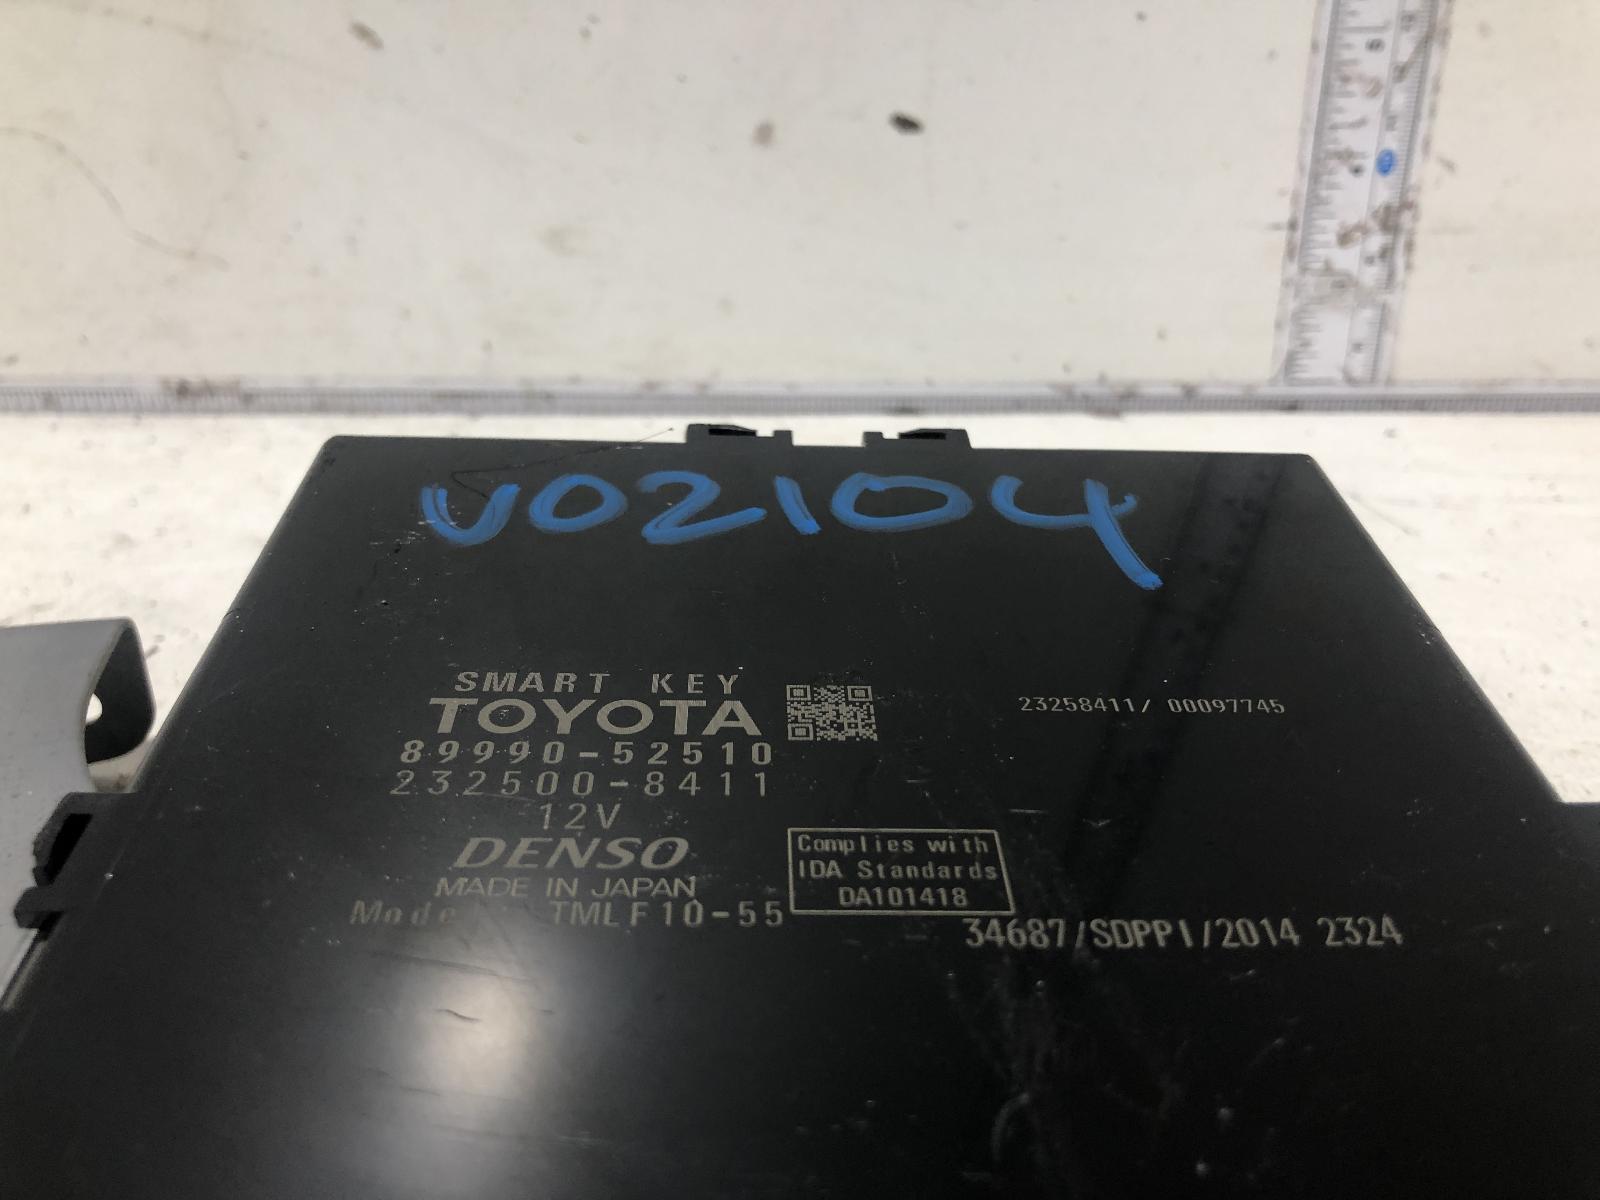 V02104
SMART KEY
TOYOTA
89990-52510
232500-8411
12V
DENSO
MADE IN JAPAN
Model: TMLF10-55
23258411/ 00097745
Complies with
IDA Standards
DA101418
34687/SDPPI/2014 2324